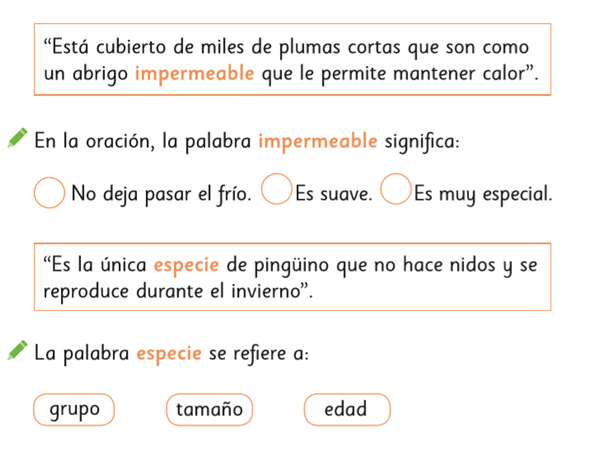 “Está cubierto de miles de plumas cortas que son como
un abrigo impermeable que le permite mantener calor”.
En la oración, la palabra impermeable significa:
No deja pasar el frío. Es suave. Es muy especial.
“Es la única especie de pingüino que no hace nidos y se
reproduce durante el invierno”.
La palabra especie se refiere a:
grupo tamaño edad